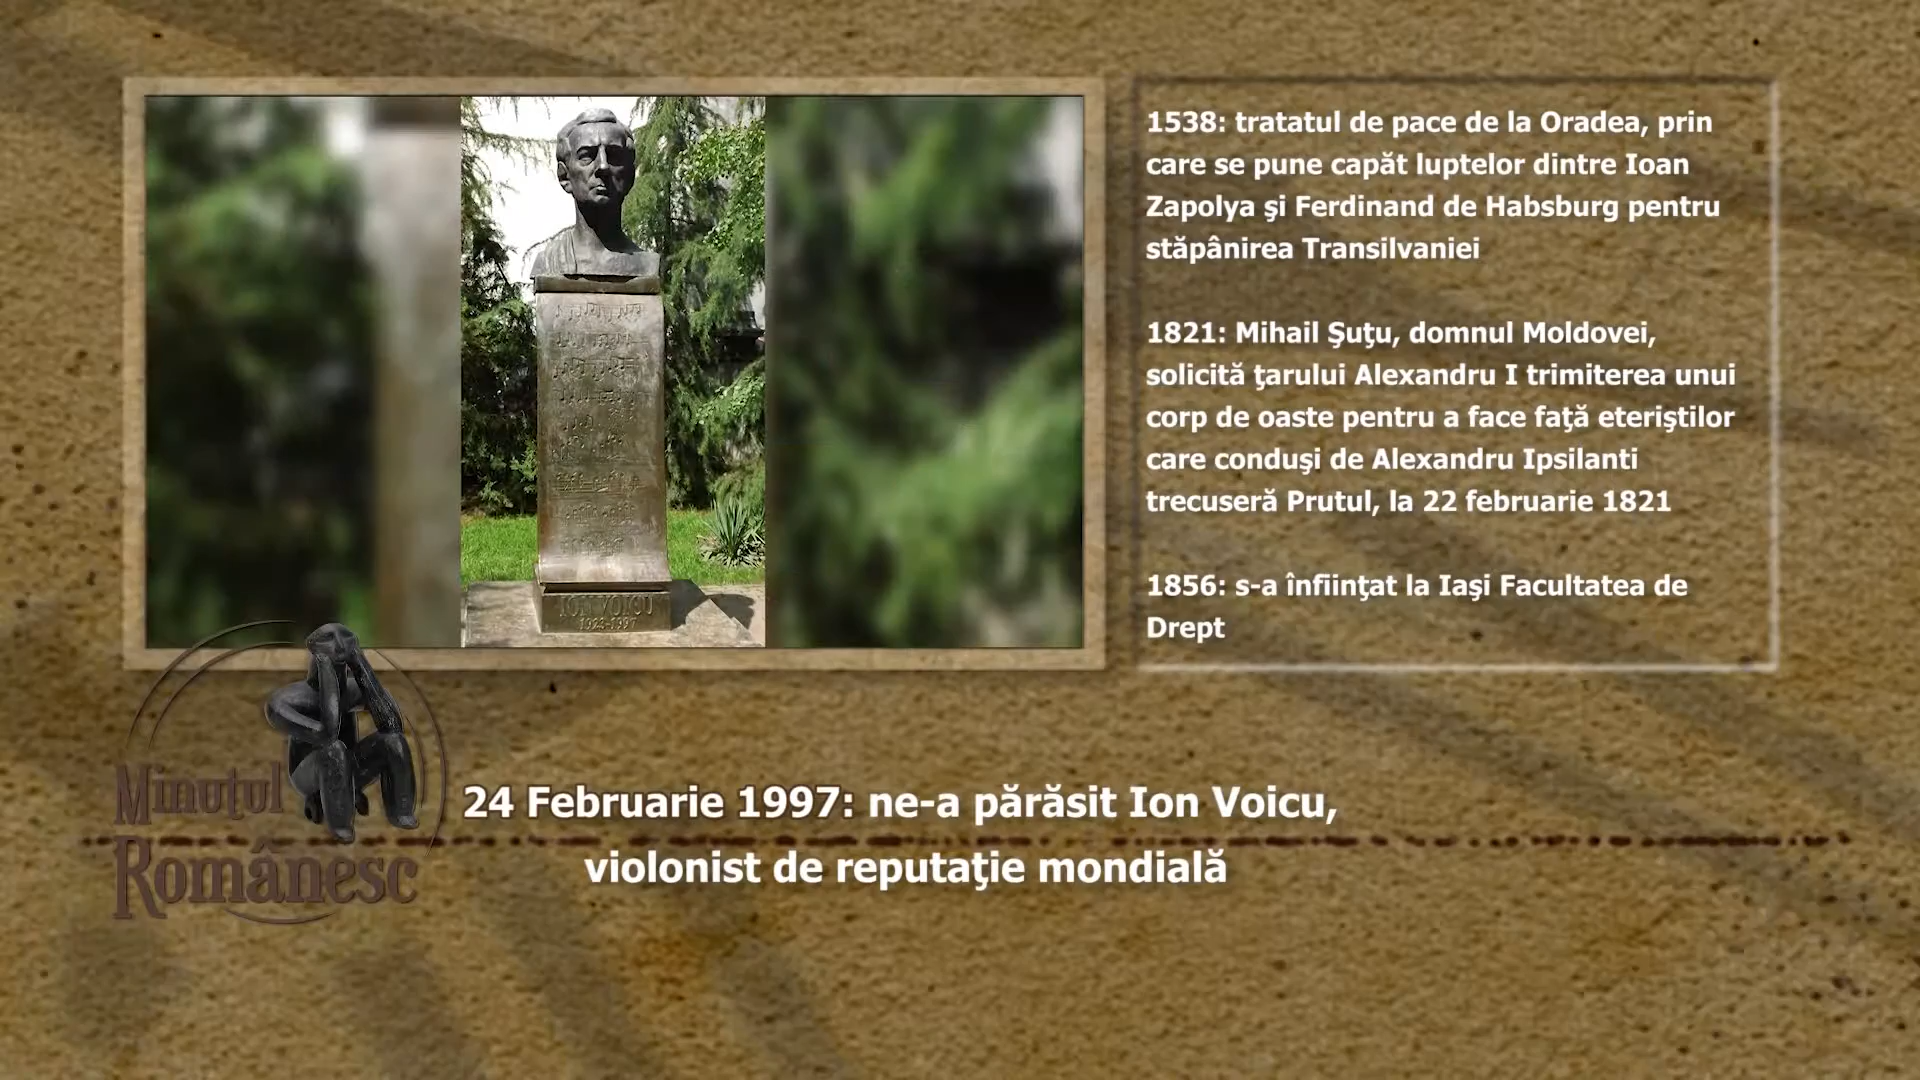 1538: tratatul de pace de la Oradea, prin
care se pune capăt luptelor dintre Ioan
Zapolya şi Ferdinand de Habsburg pentru
stăpânirea Transilvaniei
1821: Mihail Şuţu, domnul Moldovei,
solicită ţarului Alexandru I trimiterea unui
corp de oaste pentru a face faţă eteriştilor
care conduşi de Alexandru Ipsilanti
trecuseră Prutul, la 22 februarie 1821
1856: s-a înfiinţat la Iaşi Facultatea de
Drept
ION VOICU
1923-1997
Minutul
Românesc
24 Februarie 1997: ne-a părăsit Ion Voicu,
violonist de reputaţie mondială